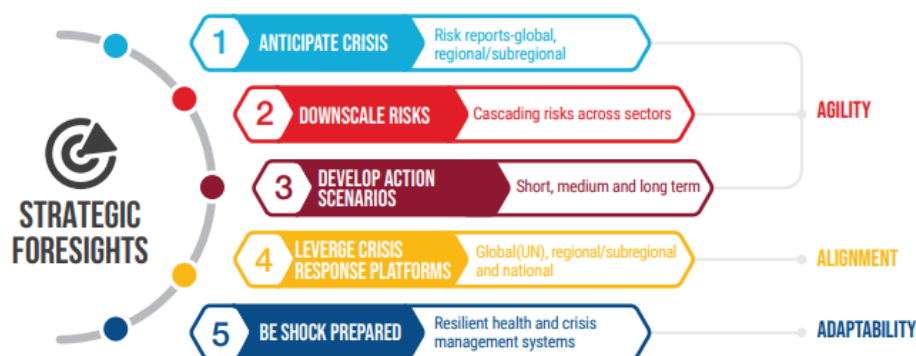 1
ANTICIPATE CRISIS
Risk reports-global,
regional/subregional
2
DOWNSCALE RISKS
Cascading risks across sectors
AGILITY
3
DEVELOP ACTION
SCENARIOS
Short, medium and long term
STRATEGIC
FORESIGHTS
4
LEVERGE CRISIS
RESPONSE PLATFORMS
Global(UN), regional/subregional
and national
ALIGNMENT
5
BE SHOCK PREPARED
Resilient health and crisis
management systems
ADAPTABILITY